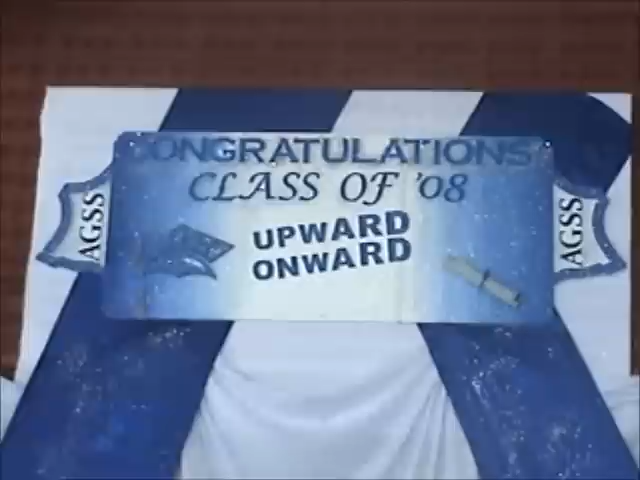 CONGRATULATIONS
CLASS OF '08
AGSS
UPWARD
ONWARD
AGSS